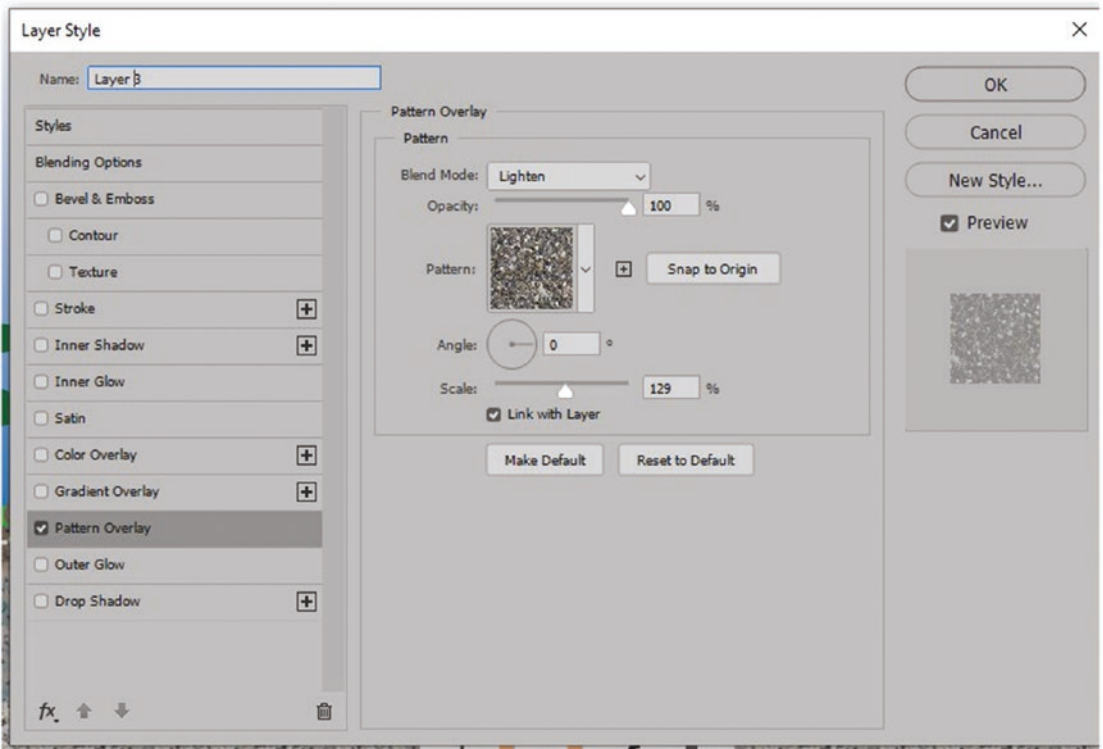 Layer Style
Name: Layer 3
Styles
Blending Options
Bevel & Emboss
Contour
Texture
Stroke
Inner Shadow
Inner Glow
Satin
Color Overlay
Gradient Overlay
Pattern Overlay
Outer Glow
Drop Shadow
fx
Pattern Overlay
Pattern
Blend Mode: Lighten
Opacity: 100 %
Pattern: Snap to Origin
Angle: 0 °
Scale: 129 %
Link with Layer
Make Default Reset to Default
OK
Cancel
New Style...
Preview